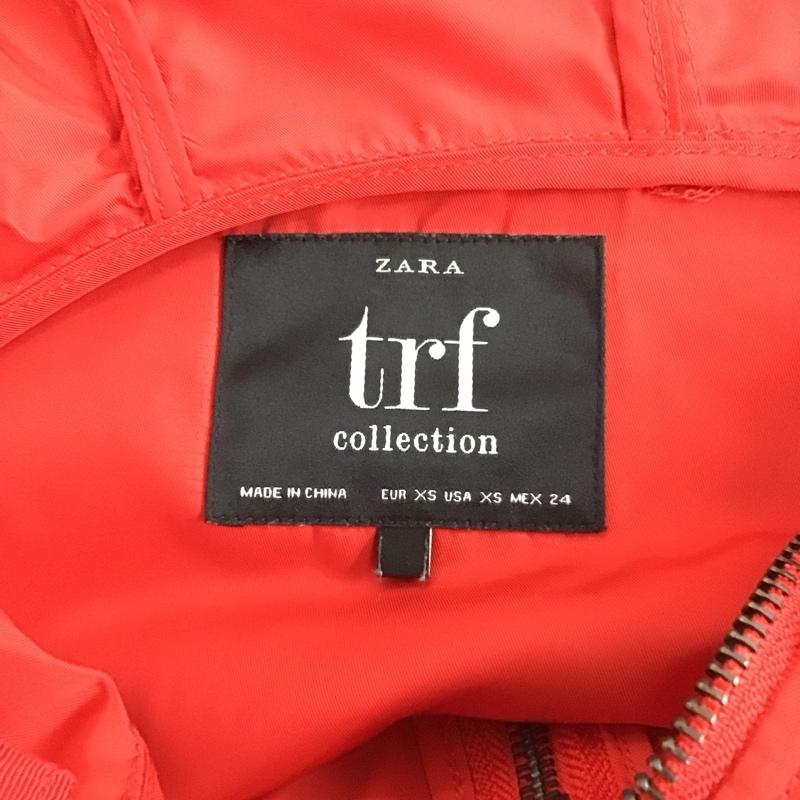 ZARA
trf
collection
MADE IN CHINA EUR XS USA XS MEX 24